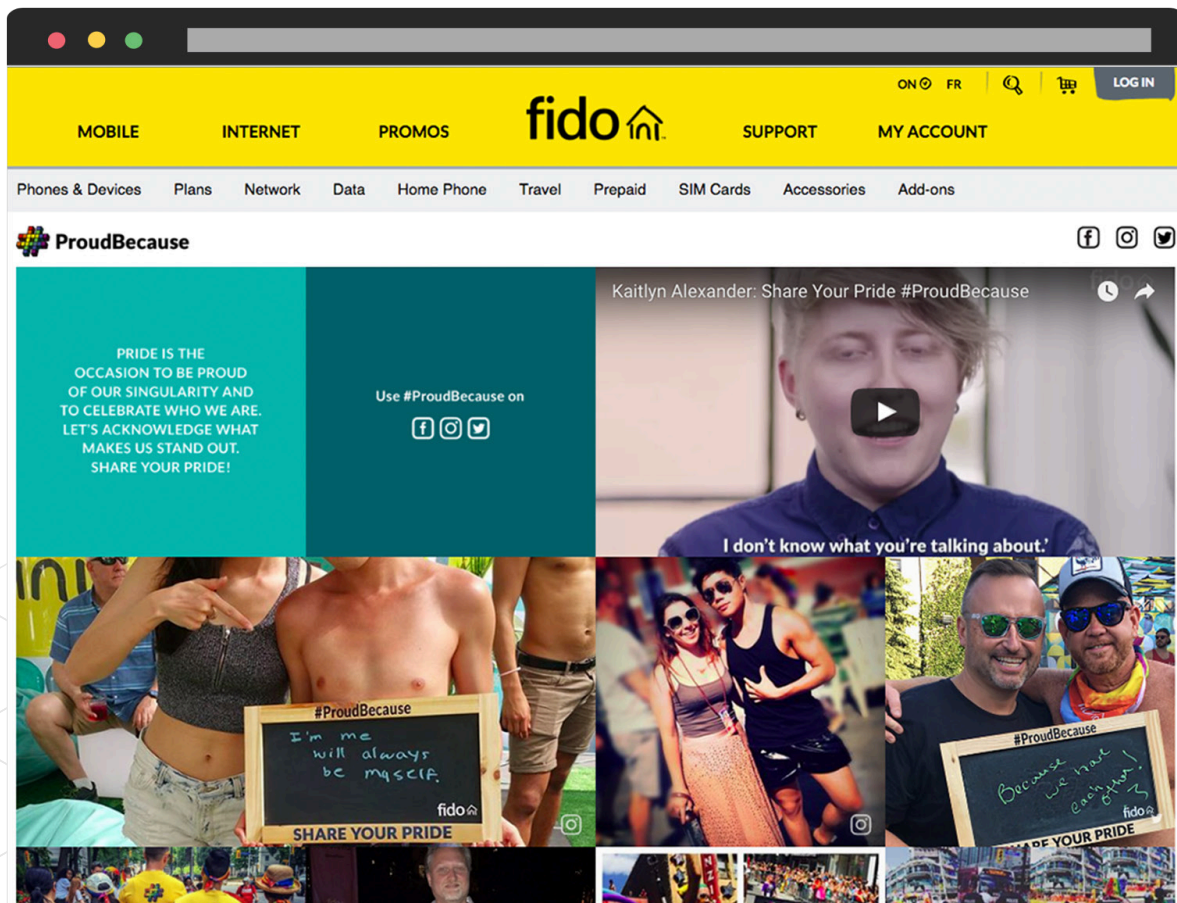 ON FR
LOG IN
MOBILE INTERNET PROMOS fido SUPPORT MY ACCOUNT
Phones & Devices Plans Network Data Home Phone Travel Prepaid SIM Cards Accessories Add-ons
#ProudBecause
PRIDE IS THE
OCCASION TO BE PROUD
OF OUR SINGULARITY AND
TO CELEBRATE WHO WE ARE.
LET'S ACKNOWLEDGE WHAT
MAKES US STAND OUT.
SHARE YOUR PRIDE!
Use #ProudBecause on
Kaitlyn Alexander: Share Your Pride #ProudBecause
fido
I don't know what you're talking about.'
#ProudBecause
I'm me
will always
be myself.
fido
SHARE YOUR PRIDE
#ProudBecause
Because
we have
each other!
fido
SHARE YOUR PRIDE